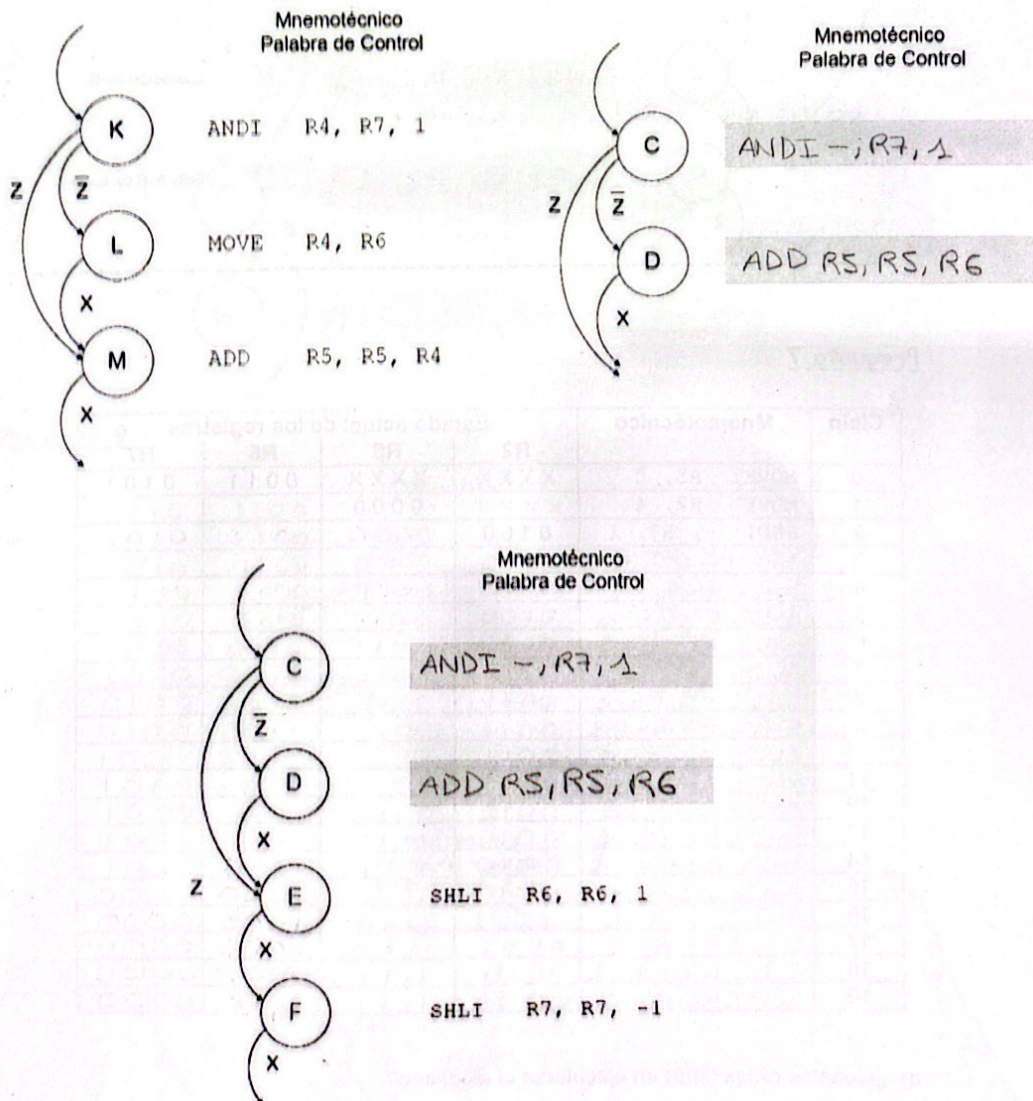 Mnemotécnico
Palabra de Control
K ANDI R4, R7, 1
Z Z̅
L MOVE R4, R6
X
M ADD R5, R5, R4
X
Mnemotécnico
Palabra de Control
C ANDI -, R7, 1
Z Z̅
D ADD R5, R5, R6
X
Mnemotécnico
Palabra de Control
C ANDI -, R7, 1
Z̅
D ADD R5, R5, R6
X
Z
E SHLI R6, R6, 1
X
F SHLI R7, R7, -1
X